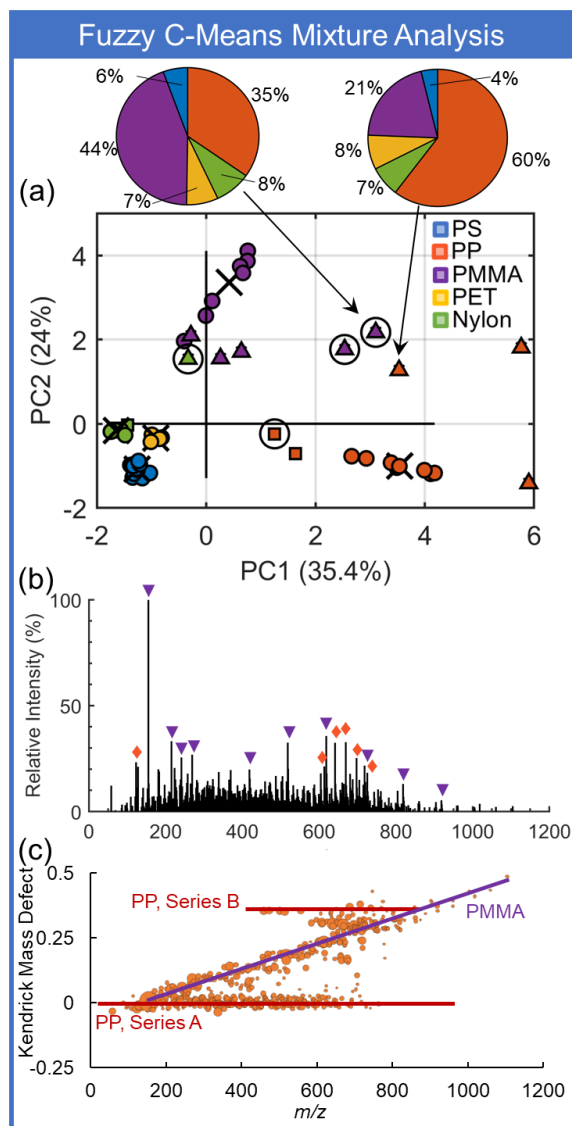 Fuzzy C-Means Mixture Analysis
6%
35%
44%
7%
8%
21%
4%
8%
7%
60%
(a)
PS
PP
PMMA
PET
Nylon
PC2 (24%)
4
2
0
-2
-2
0
2
4
6
PC1 (35.4%)
(b)
Relative Intensity (%)
100
50
0
0
200
400
600
800
1000
1200
(c)
Kendrick Mass Defect
0.5
0.25
0
-0.25
PP, Series B
PMMA
PP, Series A
0
200
400
600
800
1000
1200
m/z